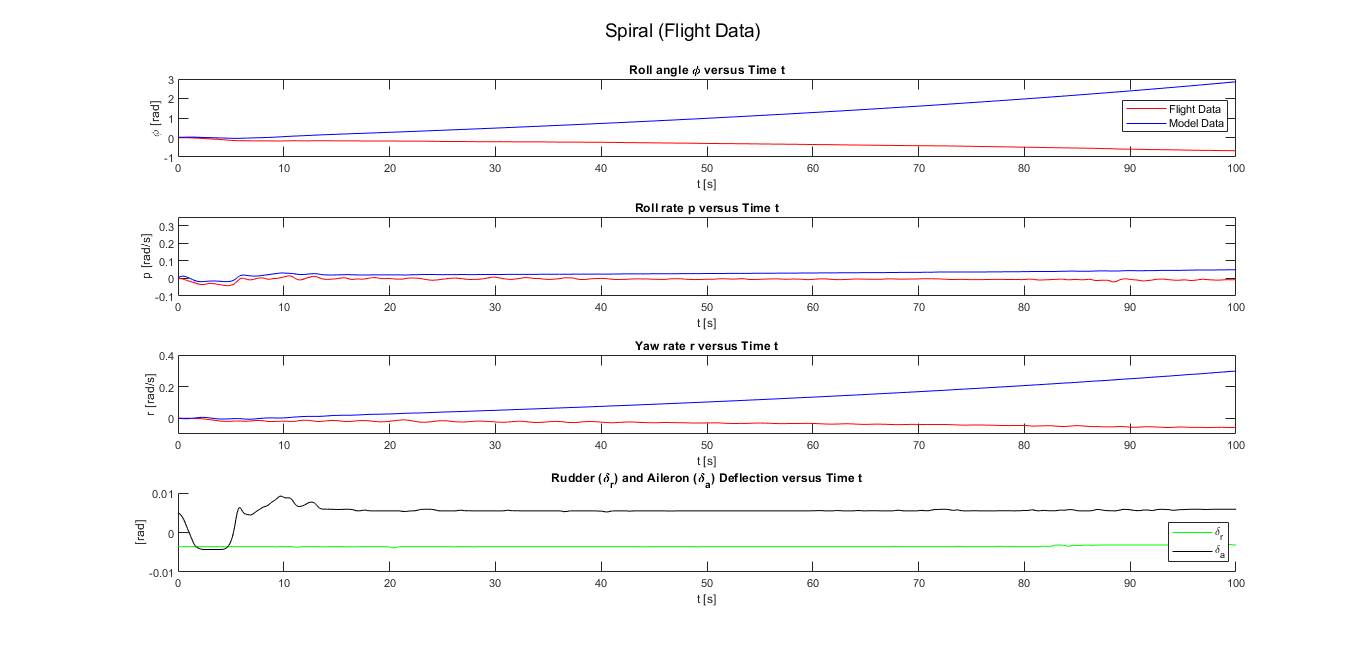 Spiral (Flight Data)
Roll angle ϕ versus Time t
ϕ [rad]
3
2
1
0
-1
Flight Data
Model Data
0 10 20 30 40 50 60 70 80 90 100
t [s]
Roll rate p versus Time t
p [rad/s]
0.3
0.2
0.1
0
-0.1
0 10 20 30 40 50 60 70 80 90 100
t [s]
Yaw rate r versus Time t
r [rad/s]
0.4
0.2
0
0 10 20 30 40 50 60 70 80 90 100
t [s]
Rudder (δr) and Aileron (δa) Deflection versus Time t
[rad]
0.01
0
-0.01
δr
δa
0 10 20 30 40 50 60 70 80 90 100
t [s]